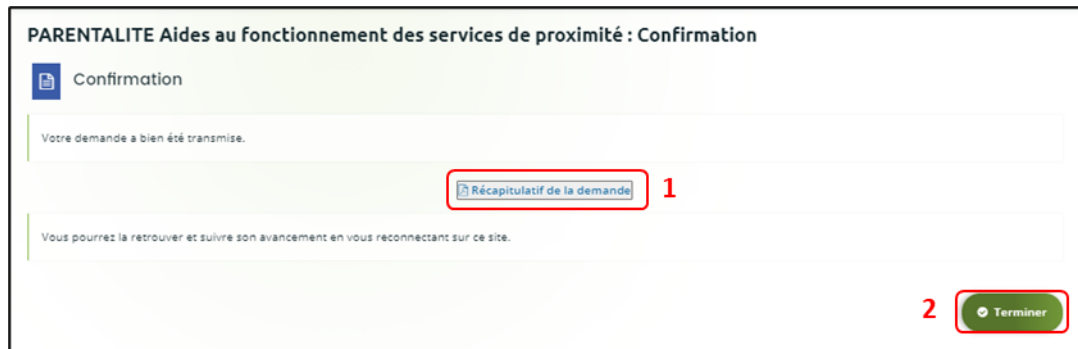 PARENTALITE Aides au fonctionnement des services de proximité : Confirmation
Confirmation
Votre demande a bien été transmise.
Récapitulatif de la demande
1
Vous pourrez la retrouver et suivre son avancement en vous reconnectant sur ce site.
2
Terminer